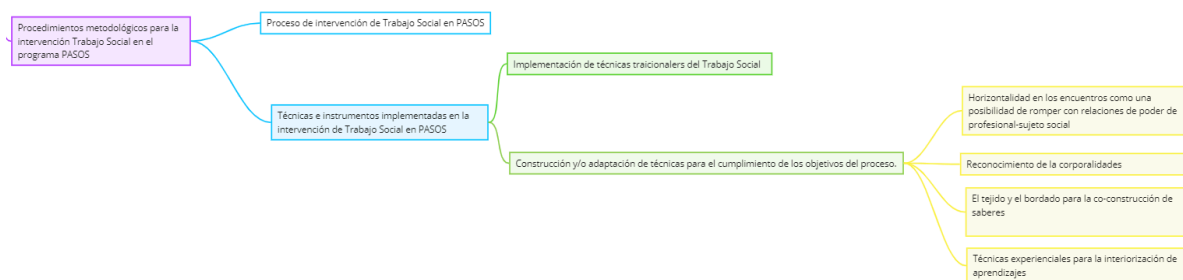 Procedimientos metodológicos para la
intervención Trabajo Social en el
programa PASOS
Proceso de intervención de Trabajo Social en PASOS
Técnicas e instrumentos implementadas en la
intervención de Trabajo Social en PASOS
Implementación de técnicas traicionalers del Trabajo Social
Construcción y/o adaptación de técnicas para el cumplimiento de los objetivos del proceso.
Horizontalidad en los encuentros como una
posibilidad de romper con relaciones de poder de
profesional-sujeto social
Reconocimiento de la corporalidades
El tejido y el bordado para la co-construcción de
saberes
Técnicas experienciales para la interiorización de
aprendizajes